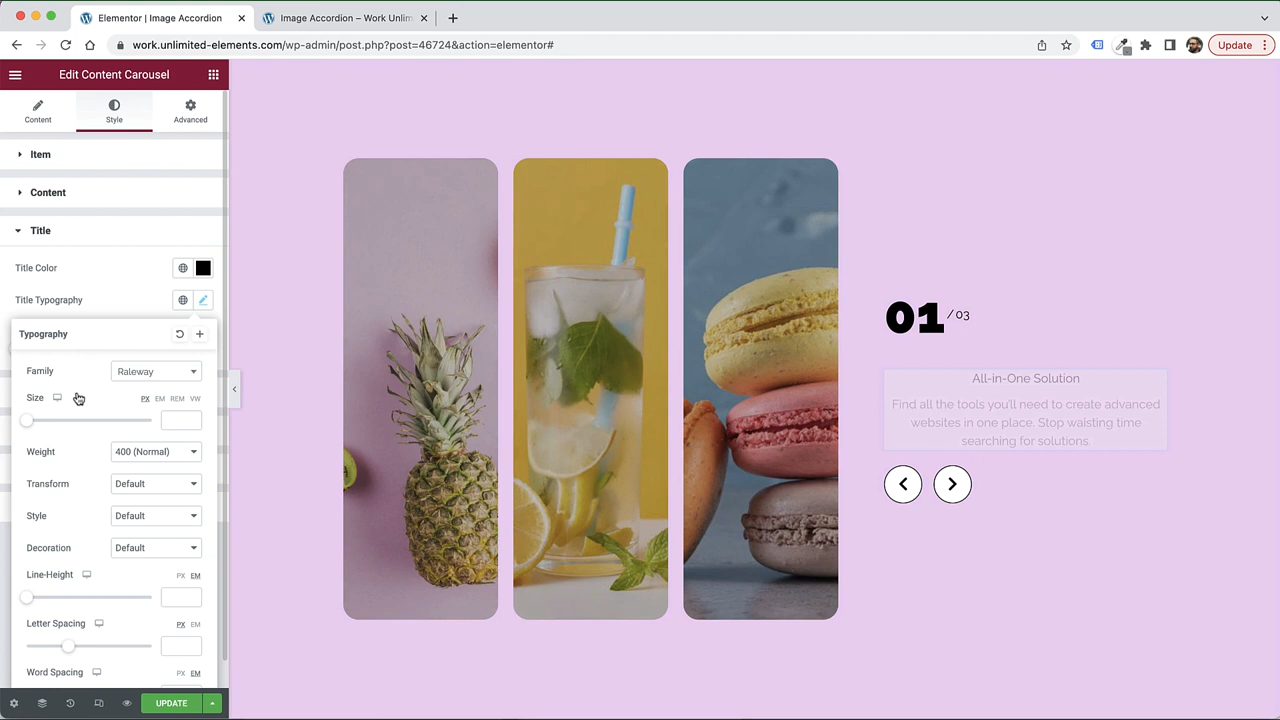 Elementor | Image Accordion
Image Accordion – Work Unlim
work.unlimited-elements.com/wp-admin/post.php?post=46724&action=elementor#
Update
Edit Content Carousel
Content
Style
Advanced
Item
Content
Title
Title Color
Title Typography
Typography
Family
Raleway
Size
PX EM REM VW
Weight
400 (Normal)
Transform
Default
Style
Default
Decoration
Default
Line-Height
PX EM
Letter Spacing
PX EM
Word Spacing
PX EM
UPDATE
01 /03
All-in-One Solution
Find all the tools you'll need to create advanced
websites in one place. Stop waisting time
searching for solutions.